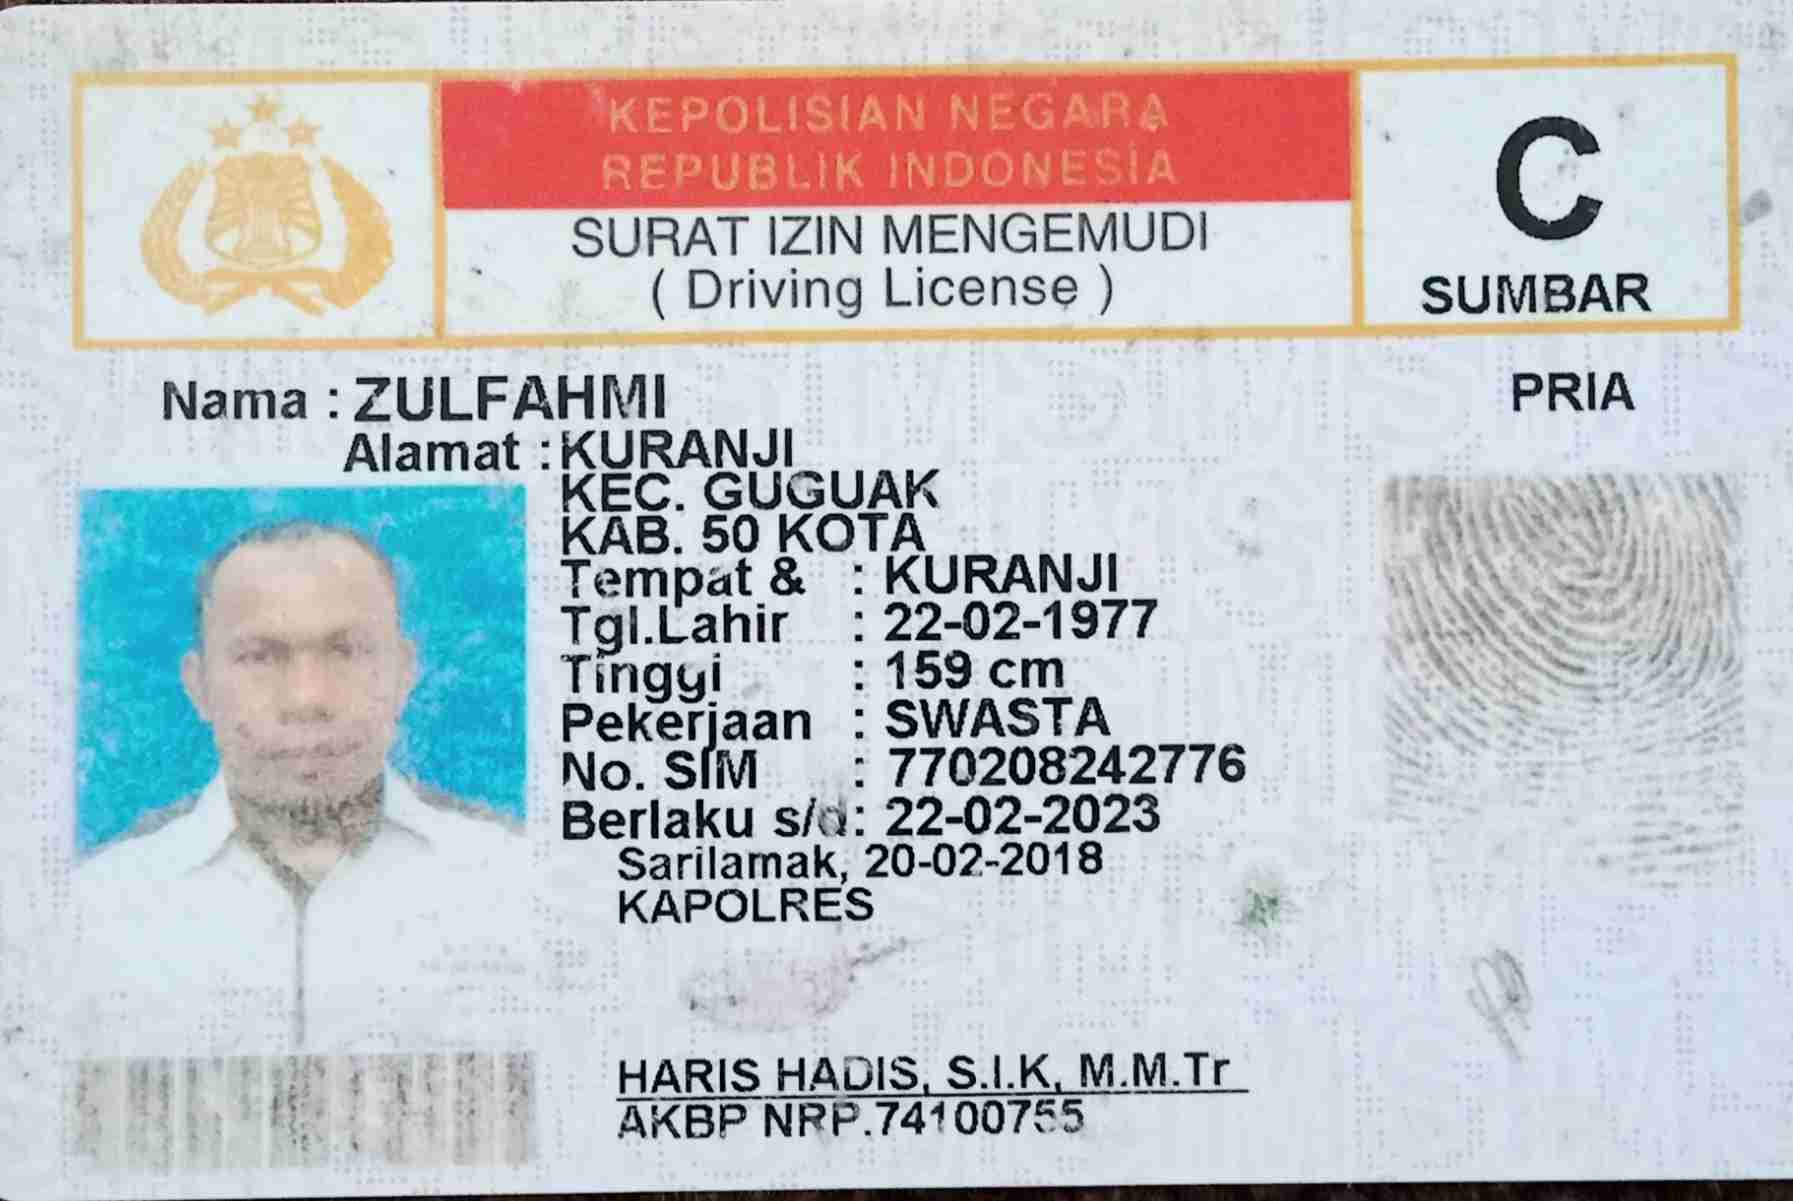 KEPOLISIAN NEGARA
REPUBLIK INDONESIA
SURAT IZIN MENGEMUDI
( Driving License )
C
SUMBAR
Nama : ZULFAHMI
PRIA
Alamat : KURANJI
KEC. GUGUAK
KAB. 50 KOTA
Tempat & : KURANJI
Tgl.Lahir : 22-02-1977
Tinggi : 159 cm
Pekerjaan : SWASTA
No. SIM : 770208242776
Berlaku s/d : 22-02-2023
Sarilamak, 20-02-2018
KAPOLRES
HARIS HADIS, S.I.K, M.M.Tr
AKBP NRP.74100755